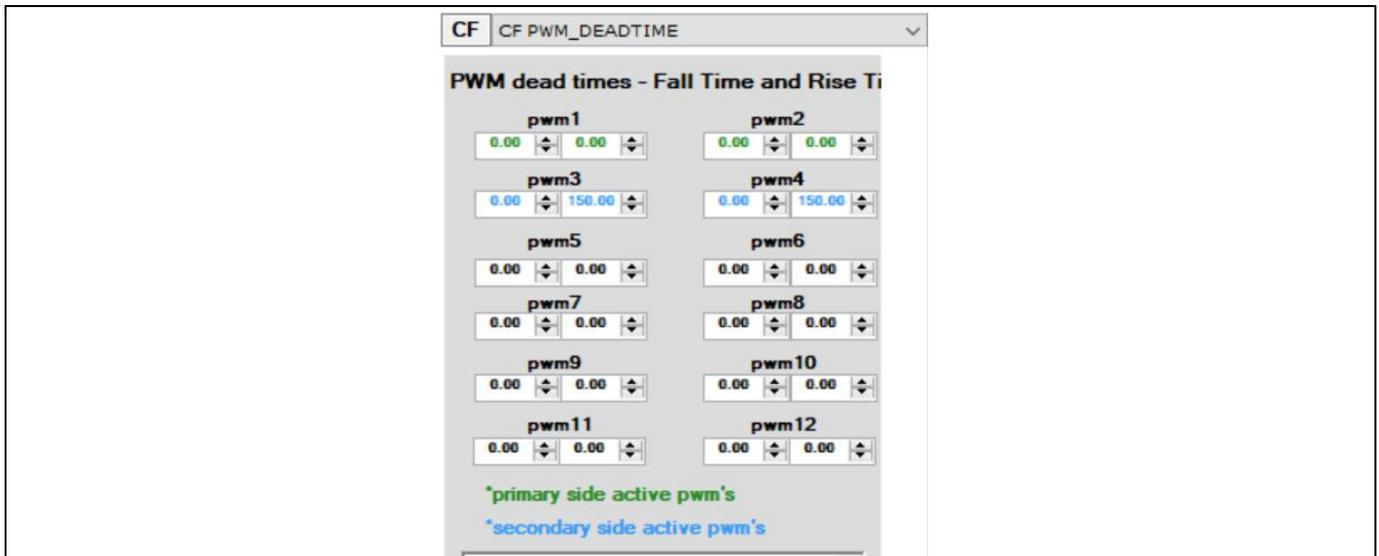 CF CF PWM_DEADTIME
PWM dead times - Fall Time and Rise Ti
pwm1 pwm2
0.00 0.00 0.00 0.00
pwm3 pwm4
0.00 150.00 0.00 150.00
pwm5 pwm6
0.00 0.00 0.00 0.00
pwm7 pwm8
0.00 0.00 0.00 0.00
pwm9 pwm10
0.00 0.00 0.00 0.00
pwm11 pwm12
0.00 0.00 0.00 0.00
*primary side active pwm's
*secondary side active pwm's